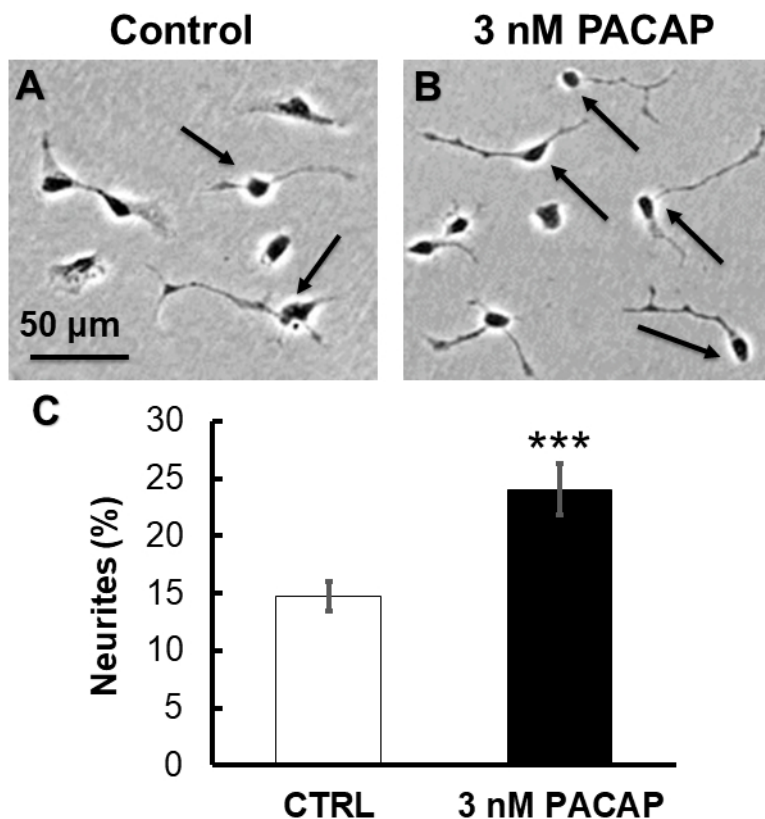 Control
3 nM PACAP
A
B
50 µm
C
30
***
25
20
15
10
5
0
Neurites (%)
CTRL
3 nM PACAP